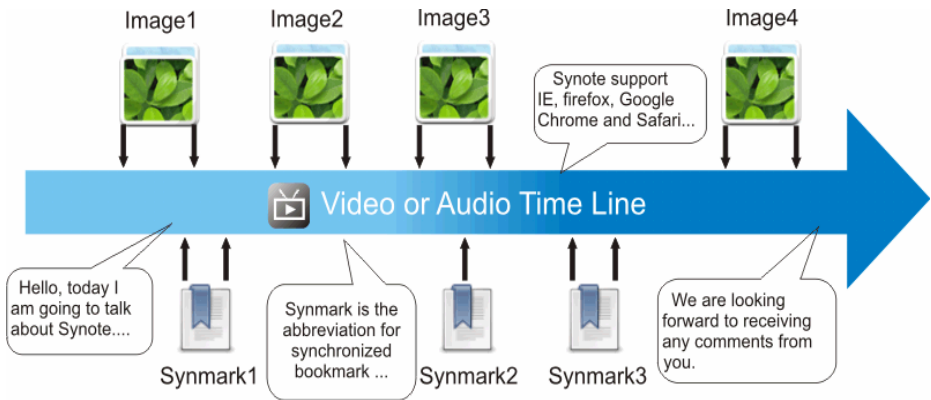 Image1
Image2
Image3
Image4
Synote support
IE, firefox, Google
Chrome and Safari...
Video or Audio Time Line
Hello, today I
am going to talk
about Synote....
Synmark is the
abbreviation for
synchronized
bookmark ...
We are looking
forward to receiving
any comments from
you.
Synmark1
Synmark2
Synmark3